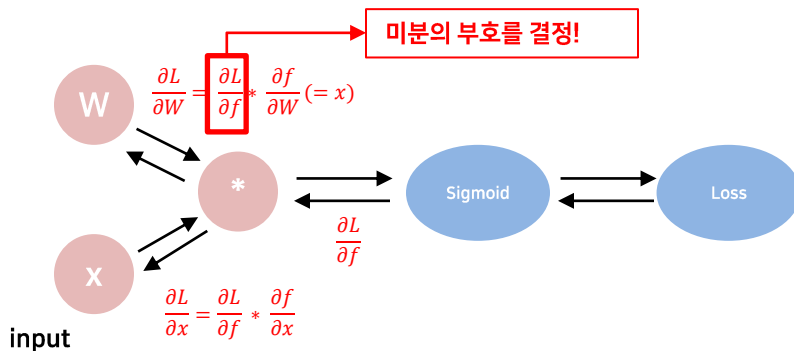 미분의 부호를 결정!
∂L/∂W = ∂L/∂f * ∂f/∂W (= x)
W
*
Sigmoid
Loss
∂L/∂f
x
∂L/∂x = ∂L/∂f * ∂f/∂x
input